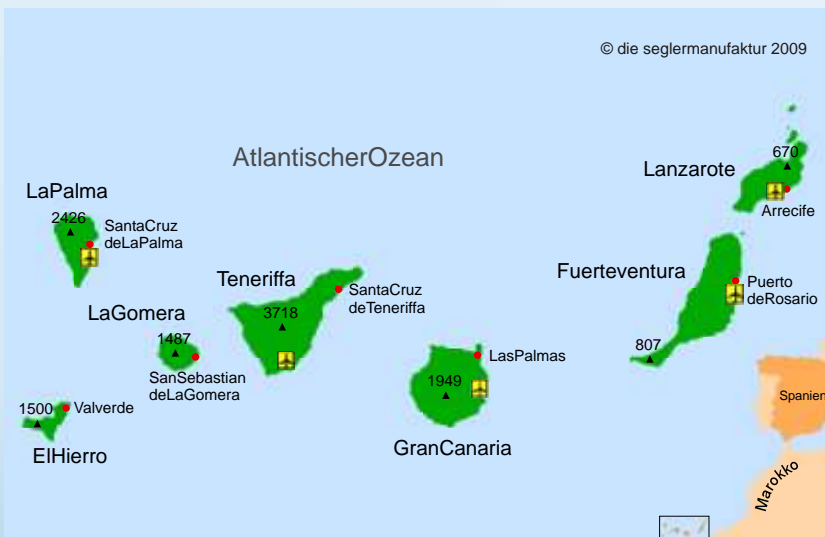 © die seglermanufaktur 2009
AtlantischerOzean
670
Lanzarote
Arrecife
LaPalma
2426
SantaCruz
deLaPalma
Teneriffa
Fuerteventura
SantaCruz
deTeneriffa
Puerto
deRosario
LaGomera
3718
1487
SanSebastian
deLaGomera
LasPalmas
807
1949
1500
Valverde
ElHierro
GranCanaria
Spanien
Marokko